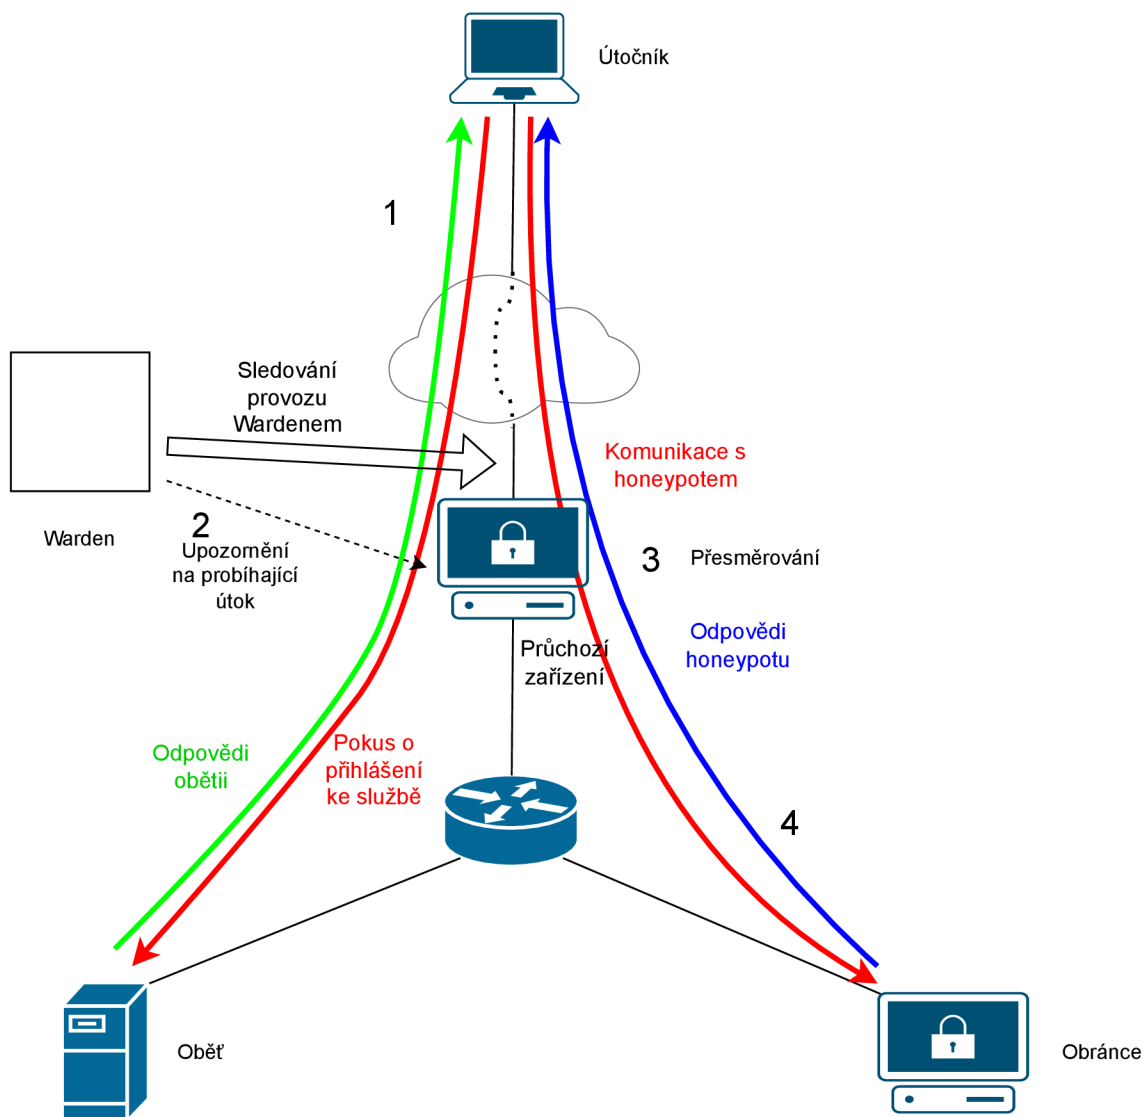 Útočník
1
Sledování
provozu
Wardenem
Komunikace s
honeypotem
Warden
2
Upozornění
na probíhající
útok
3
Přesměrování
Odpovědi
honeypotu
Průchozí
zařízení
Odpovědi
obětii
Pokus o
přihlášení
ke službě
4
Oběť
Obránce